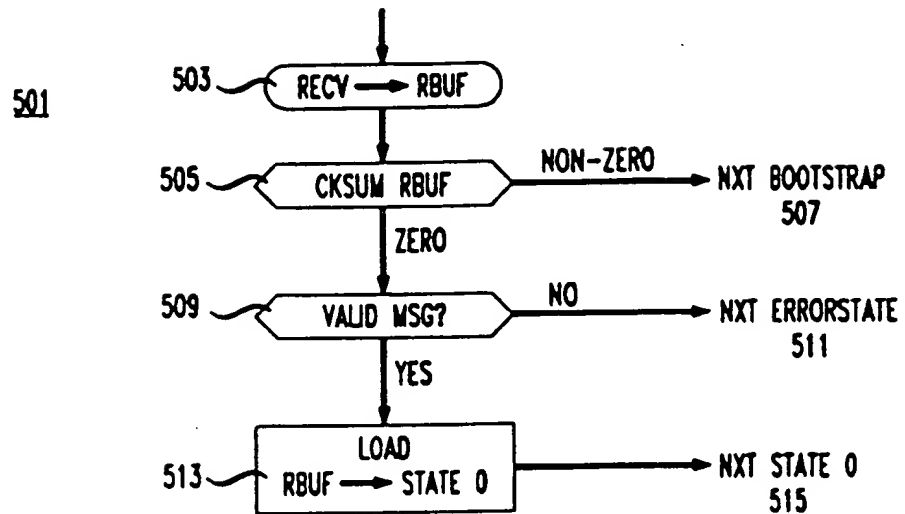 501
503
RECV → RBUF
505
CKSUM RBUF
NON-ZERO
NXT BOOTSTRAP
507
ZERO
509
VALID MSG?
NO
NXT ERRORSTATE
511
YES
513
LOAD
RBUF → STATE 0
NXT STATE 0
515